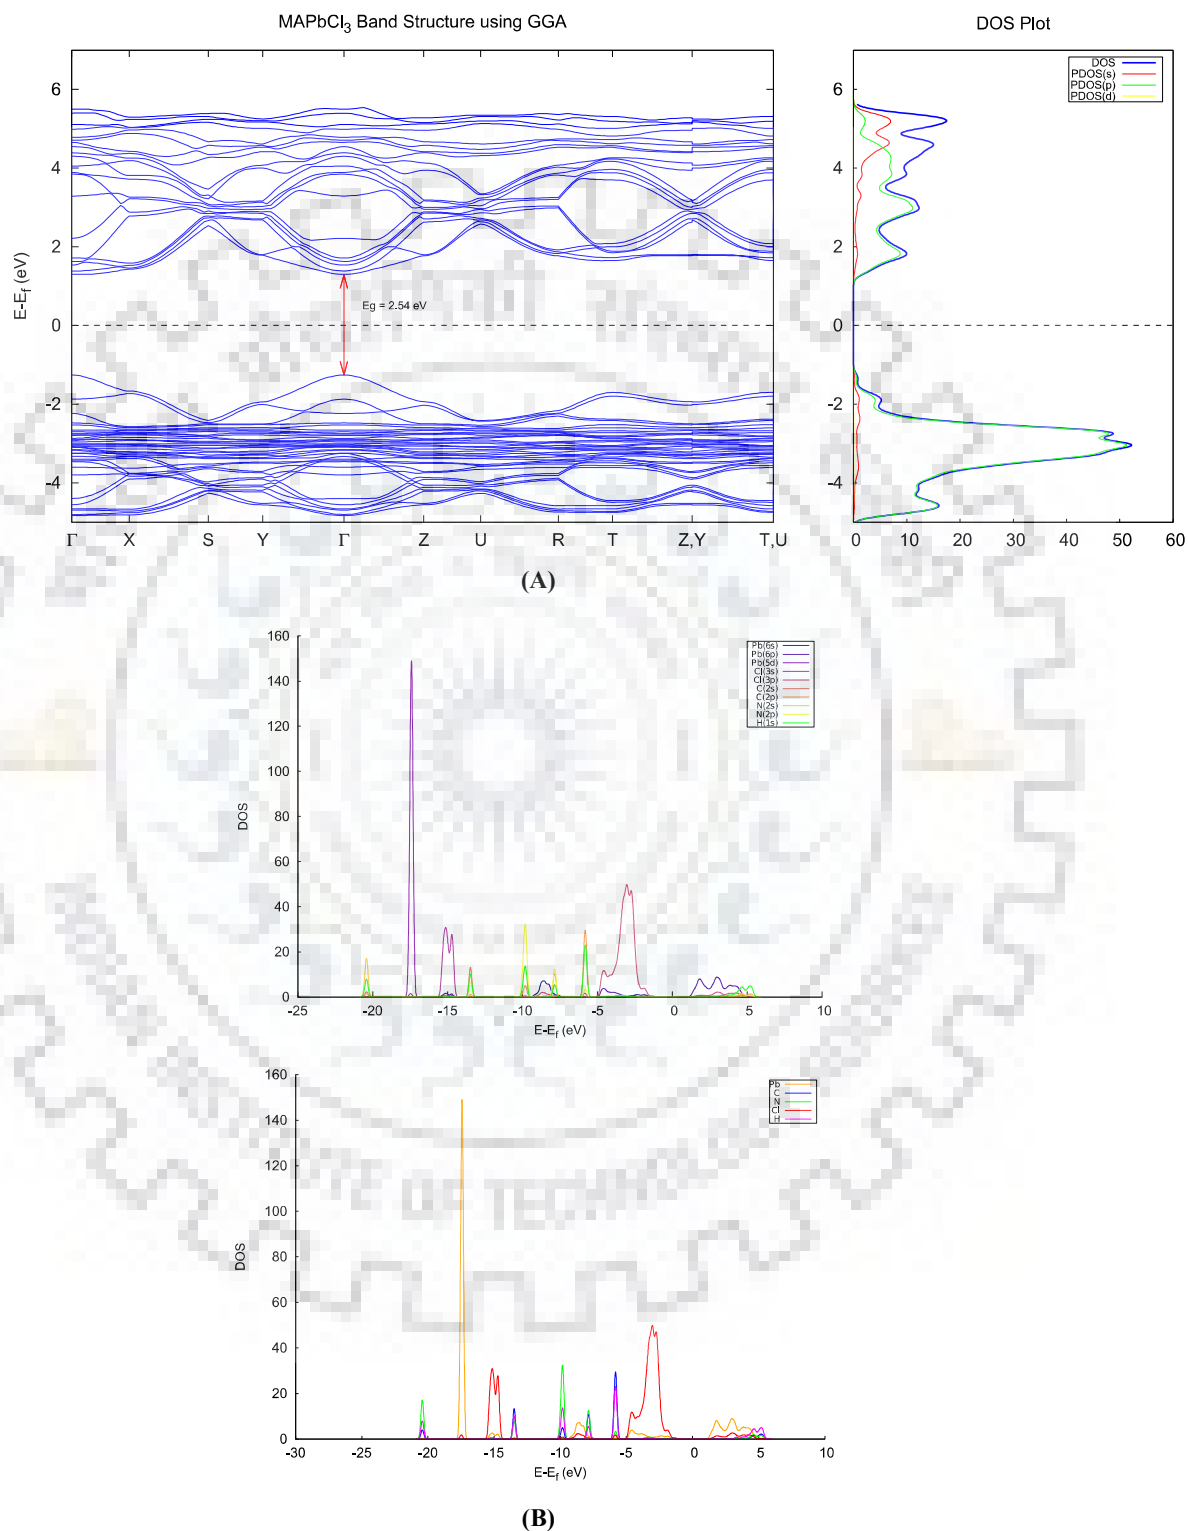 MAPbCl3 Band Structure using GGA
DOS Plot
E-Ef (eV)
6
4
2
0
-2
-4
Eg = 2.54 eV
Γ X S Y Γ Z U R T Z,Y T,U
DOS
PDOS(s)
PDOS(p)
PDOS(d)
6
4
2
0
-2
-4
0 10 20 30 40 50 60
(A)
160
140
120
100
80
60
40
20
0
DOS
Pb(6s)
Pb(6p)
Pb(5d)
Cl(3s)
Cl(3p)
C(2s)
C(2p)
N(2s)
N(2p)
H(1s)
-25 -20 -15 -10 -5 0 5 10
E-Ef (eV)
160
140
120
100
80
60
40
20
0
DOS
Pb
C
N
Cl
H
-30 -25 -20 -15 -10 -5 0 5 10
E-Ef (eV)
(B)